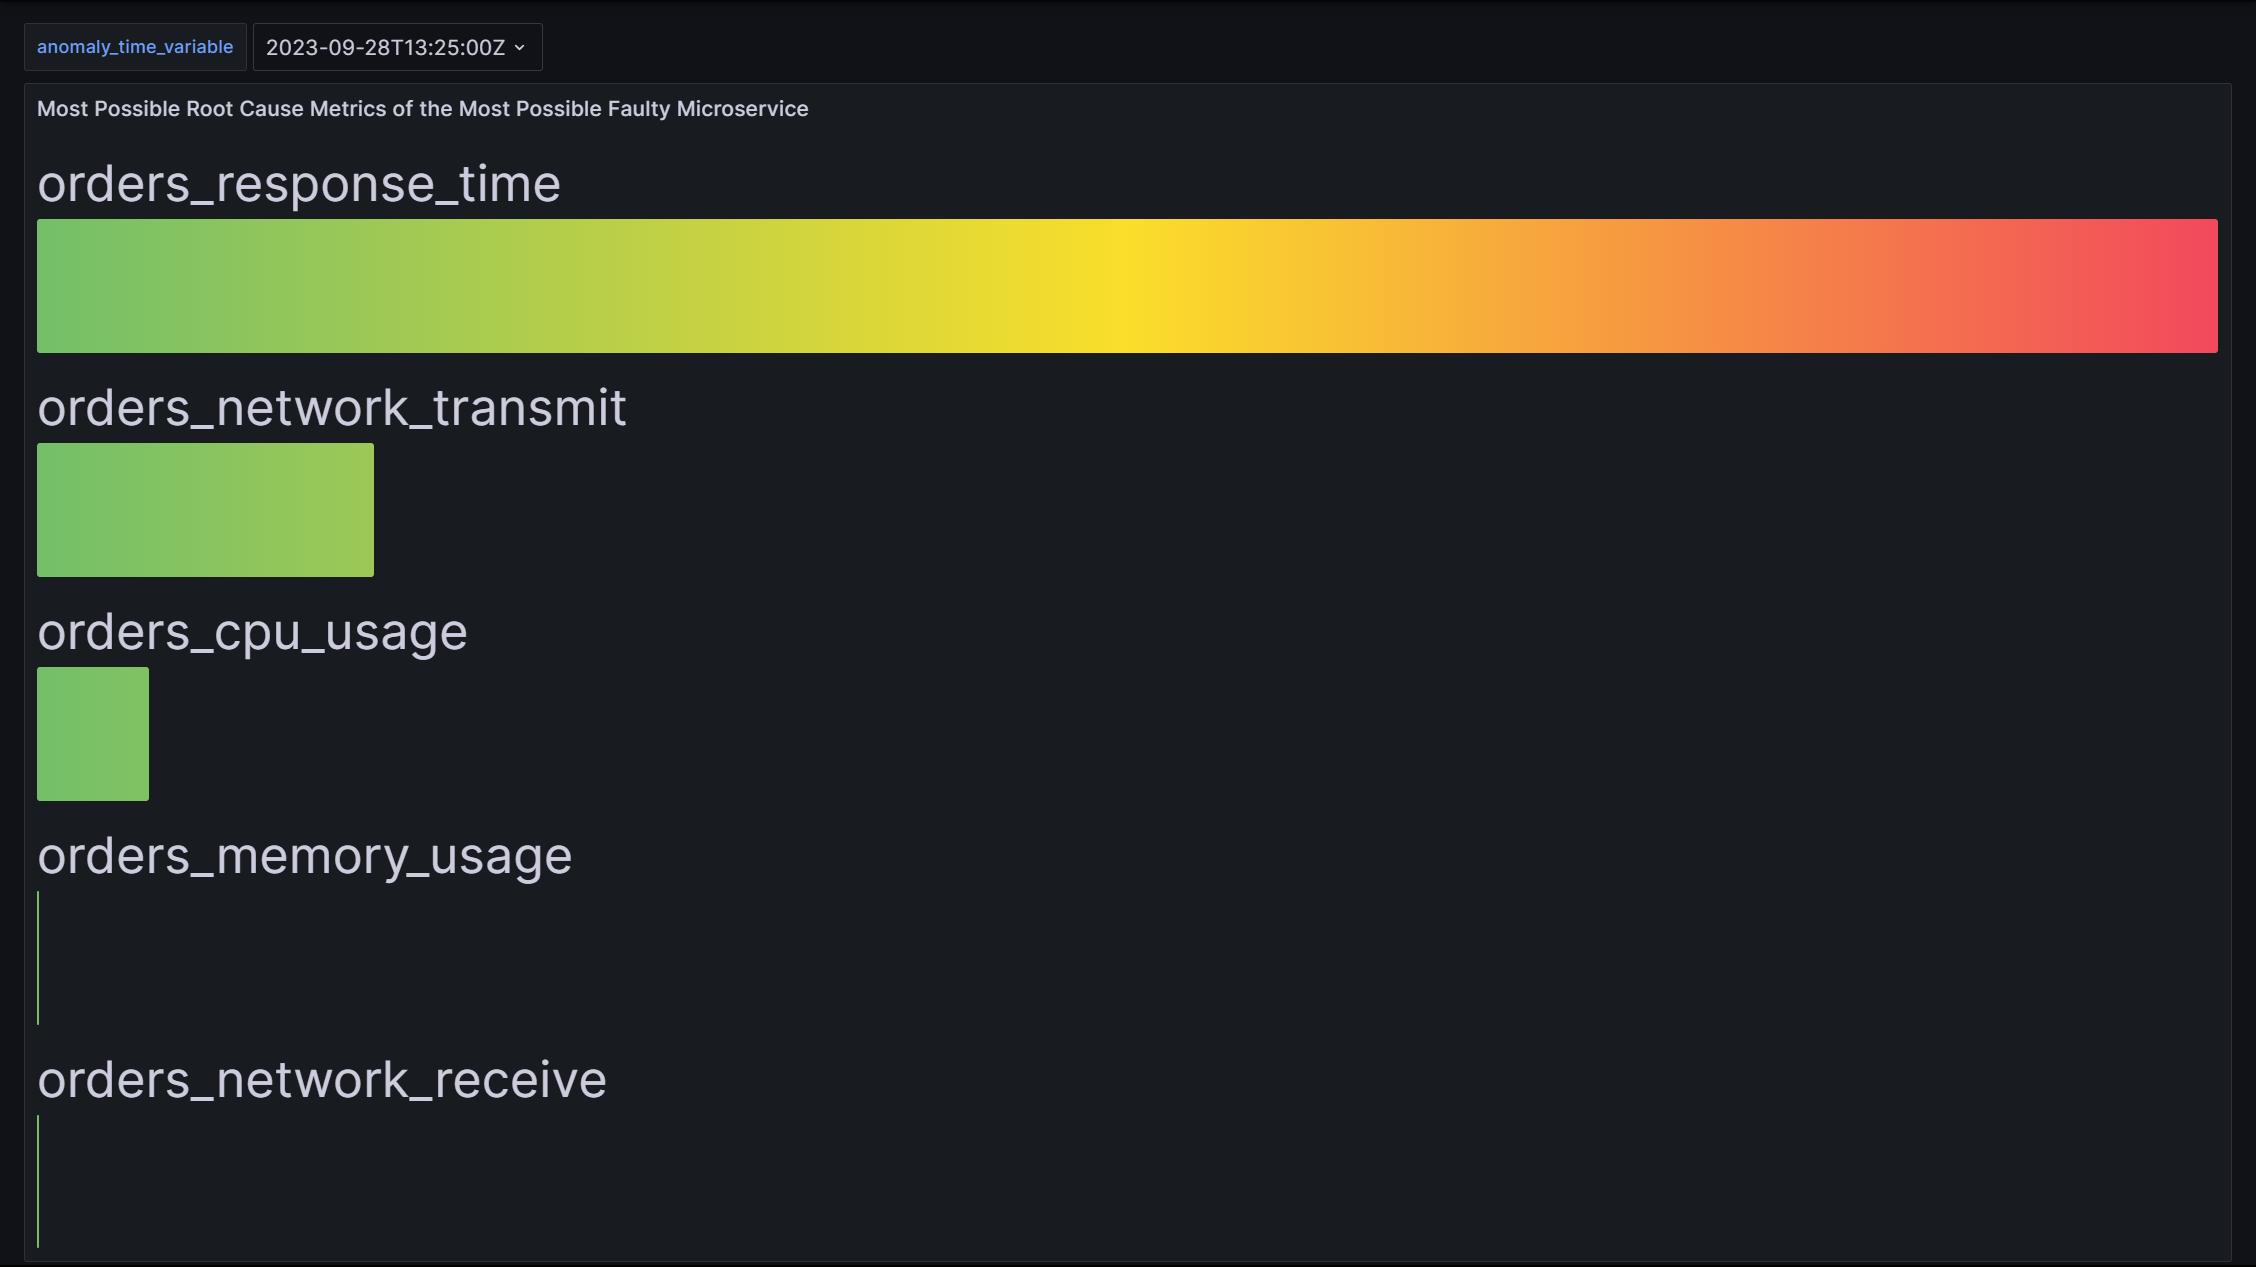 anomaly_time_variable 2023-09-28T13:25:00Z
Most Possible Root Cause Metrics of the Most Possible Faulty Microservice
orders_response_time
orders_network_transmit
orders_cpu_usage
orders_memory_usage
orders_network_receive